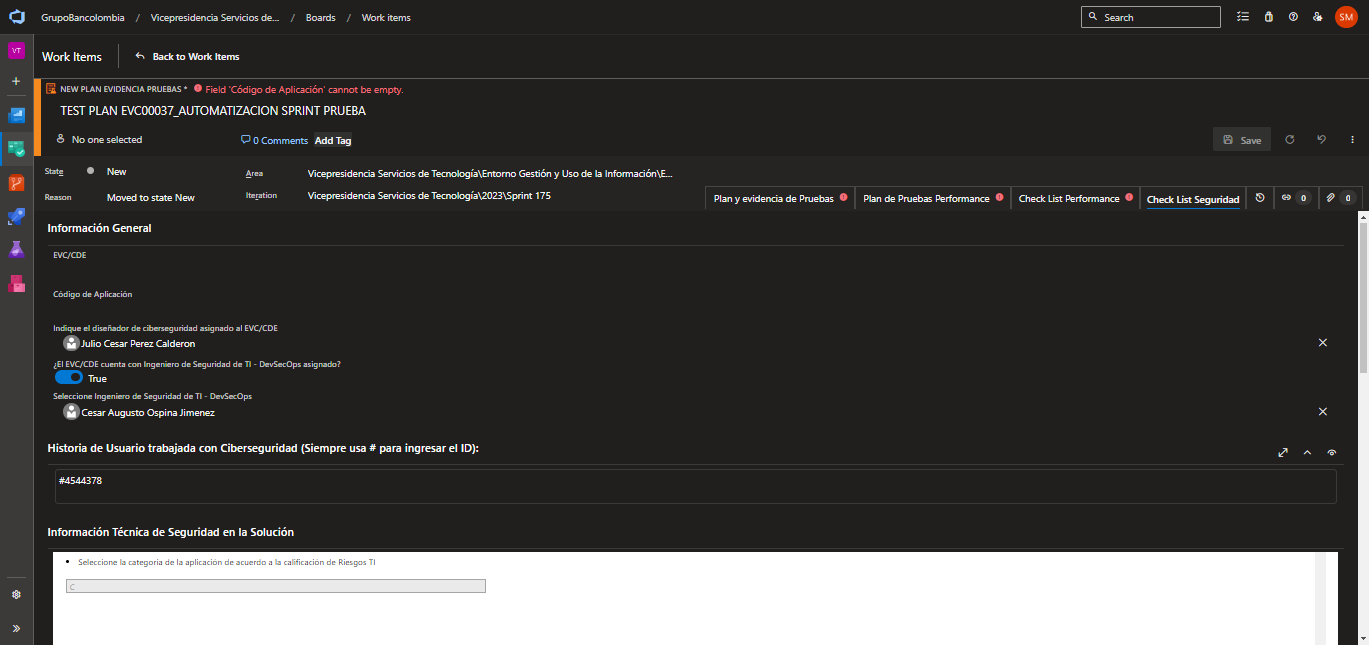 GrupoBancolombia / Vicepresidencia Servicios de... / Boards / Work items
Search
SM
VT
Work Items
Back to Work Items
NEW PLAN EVIDENCIA PRUEBAS * Field 'Código de Aplicación' cannot be empty.
TEST PLAN EVC00037_AUTOMATIZACION SPRINT PRUEBA
No one selected
0 Comments
Add Tag
Save
State
New
Area
Vicepresidencia Servicios de Tecnología\Entorno Gestión y Uso de la Información\E...
Reason
Moved to state New
Iteration
Vicepresidencia Servicios de Tecnología\2023\Sprint 175
Plan y evidencia de Pruebas
Plan de Pruebas Performance
Check List Performance
Check List Seguridad
0
0
Información General
EVC/CDE
Código de Aplicación
Indique el diseñador de ciberseguridad asignado al EVC/CDE
Julio Cesar Perez Calderon
¿El EVC/CDE cuenta con Ingeniero de Seguridad de TI - DevSecOps asignado?
True
Seleccione Ingeniero de Seguridad de TI - DevSecOps
Cesar Augusto Ospina Jimenez
Historia de Usuario trabajada con Ciberseguridad (Siempre usa # para ingresar el ID):
#4544378
Información Técnica de Seguridad en la Solución
• Seleccione la categoria de la aplicación de acuerdo a la calificación de Riesgos TI
C